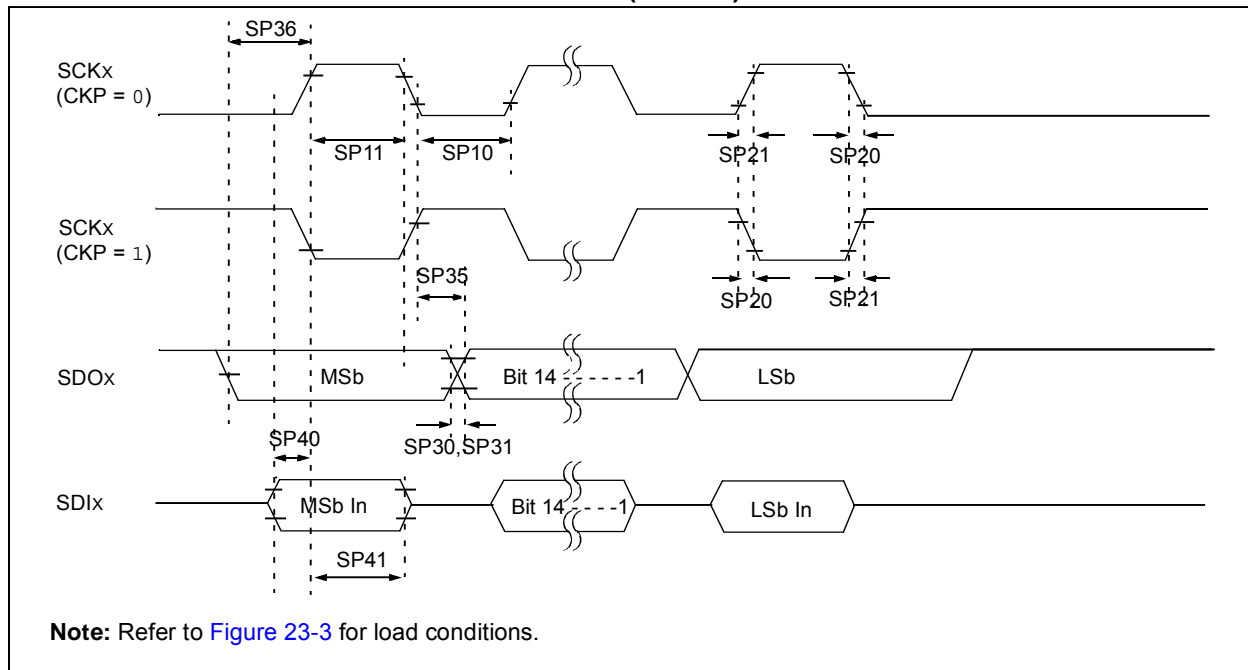 SP36
SCKx
(CKP = 0)
SP11
SP10
SP21
SP20
SCKx
(CKP = 1)
SP35
SP20
SP21
SDOx
MSb
Bit 14 - - - - - -1
LSb
SP40
SP30,SP31
SDIx
MSb In
Bit 14 - - - -1
LSb In
SP41
Note: Refer to Figure 23-3 for load conditions.